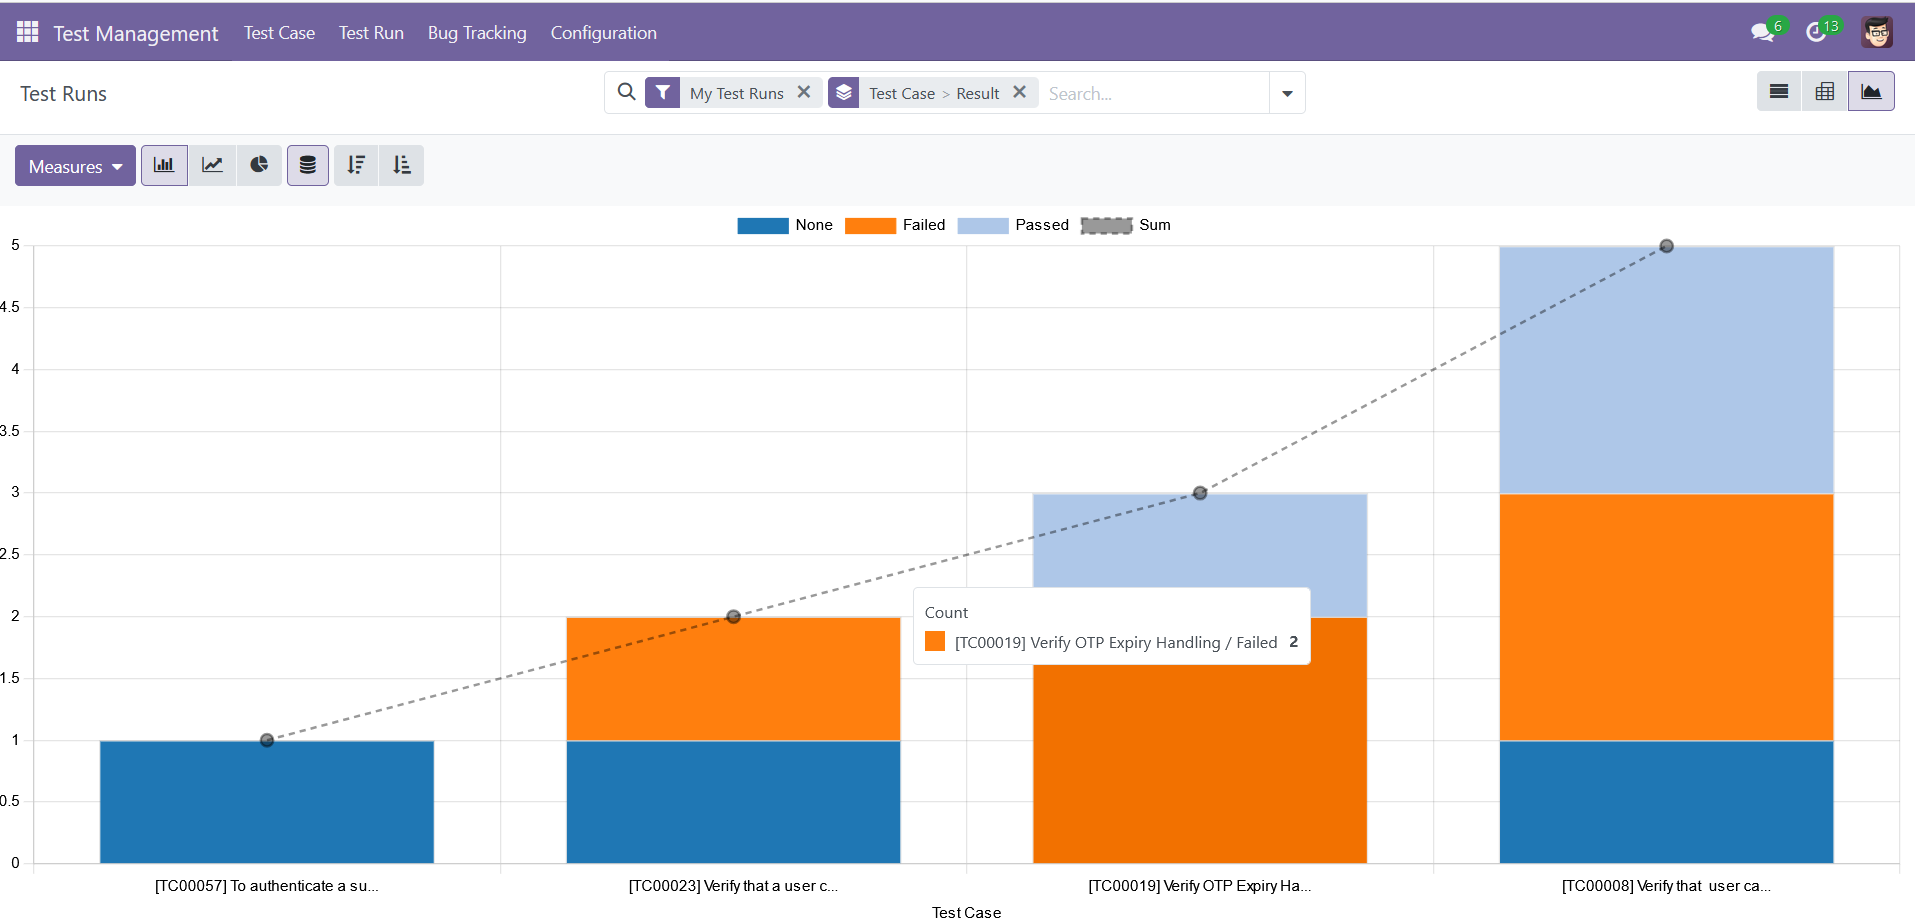 Test Management Test Case Test Run Bug Tracking Configuration 6 13
Test Runs My Test Runs Test Case > Result Search...
Measures
None Failed Passed Sum
5
4.5
4
3.5
3
2.5
2
1.5
1
0.5
0
Count
[TC00019] Verify OTP Expiry Handling / Failed 2
[TC00057] To authenticate a su... [TC00023] Verify that a user c... [TC00019] Verify OTP Expiry Ha... [TC00008] Verify that  user ca...
Test Case